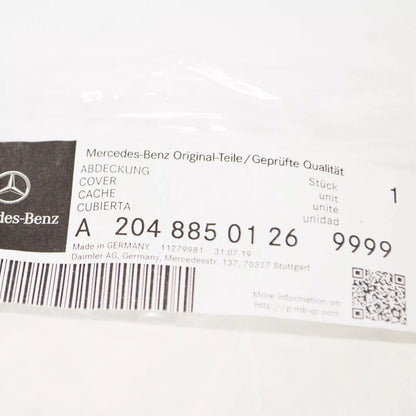 Mercedes-Benz Original-Teile/Geprüfte Qualität
ABDECKUNG
COVER
CACHE
CUBIERTA
Stück
unit
unité
unidad
1
des-Benz
A 204 885 01 26 9999
Made in GERMANY 11279981 31.07.19
Daimler AG, Germany, Mercedesstr. 137, 70327 Stuttgart
More information on
http://p.mb-qr.com